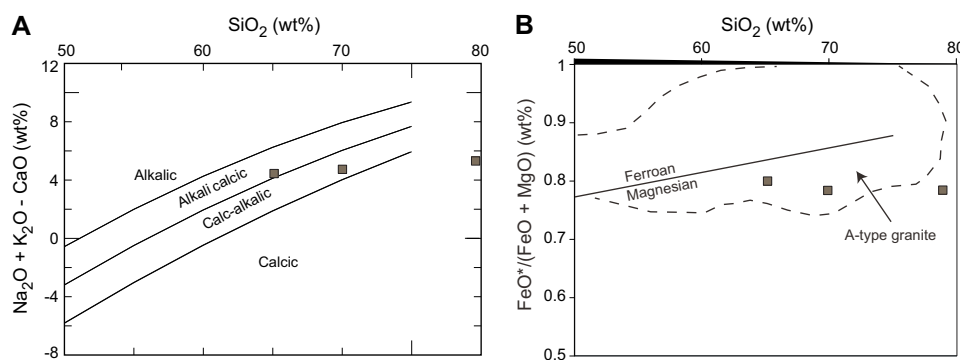 A
SiO2 (wt%)
50 60 70 80
12
8
4
0
-4
-8
Na2O + K2O - CaO (wt%)
Alkalic
Alkali calcic
Calc-alkalic
Calcic
B
SiO2 (wt%)
50 60 70 80
1
0.9
0.8
0.7
0.6
0.5
FeO*/(FeO + MgO) (wt%)
Ferroan
Magnesian
A-type granite